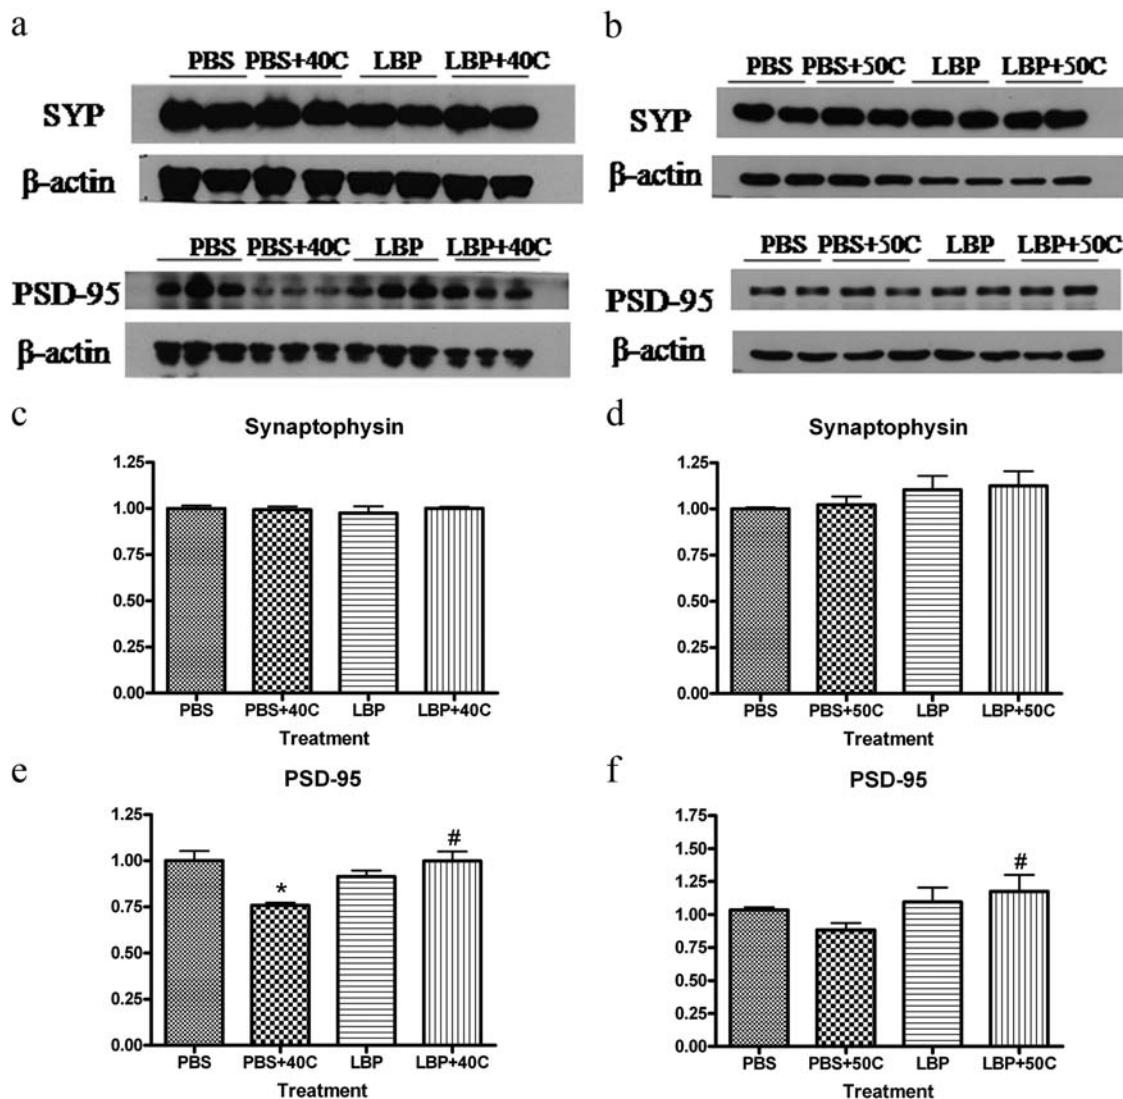 a
PBS PBS+40C LBP LBP+40C
SYP
β-actin
PBS PBS+40C LBP LBP+40C
PSD-95
β-actin
b
PBS PBS+50C LBP LBP+50C
SYP
β-actin
PBS PBS+50C LBP LBP+50C
PSD-95
β-actin
c
Synaptophysin
1.25
1.00
0.75
0.50
0.25
0.00
PBS PBS+40C LBP LBP+40C
Treatment
d
Synaptophysin
1.25
1.00
0.75
0.50
0.25
0.00
PBS PBS+50C LBP LBP+50C
Treatment
e
PSD-95
1.25
1.00
0.75
0.50
0.25
0.00
* #
PBS PBS+40C LBP LBP+40C
Treatment
f
PSD-95
1.75
1.50
1.25
1.00
0.75
0.50
0.25
0.00
#
PBS PBS+50C LBP LBP+50C
Treatment